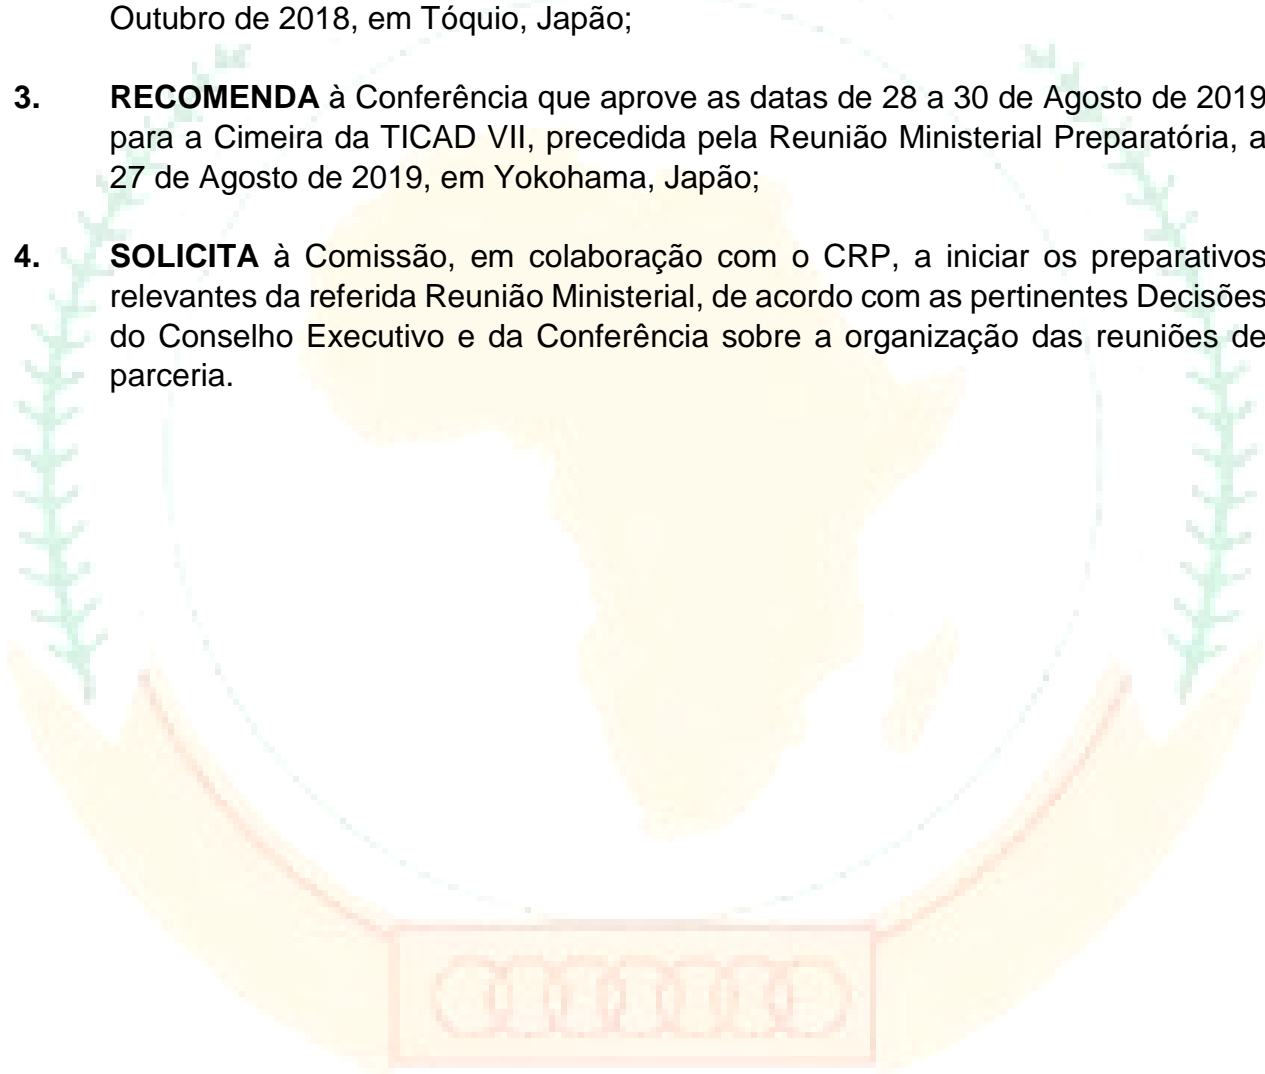 Outubro de 2018, em Tóquio, Japão;
3. RECOMENDA à Conferência que aprove as datas de 28 a 30 de Agosto de 2019
para a Cimeira da TICAD VII, precedida pela Reunião Ministerial Preparatória, a
27 de Agosto de 2019, em Yokohama, Japão;
4. SOLICITA à Comissão, em colaboração com o CRP, a iniciar os preparativos
relevantes da referida Reunião Ministerial, de acordo com as pertinentes Decisões
do Conselho Executivo e da Conferência sobre a organização das reuniões de
parceria.